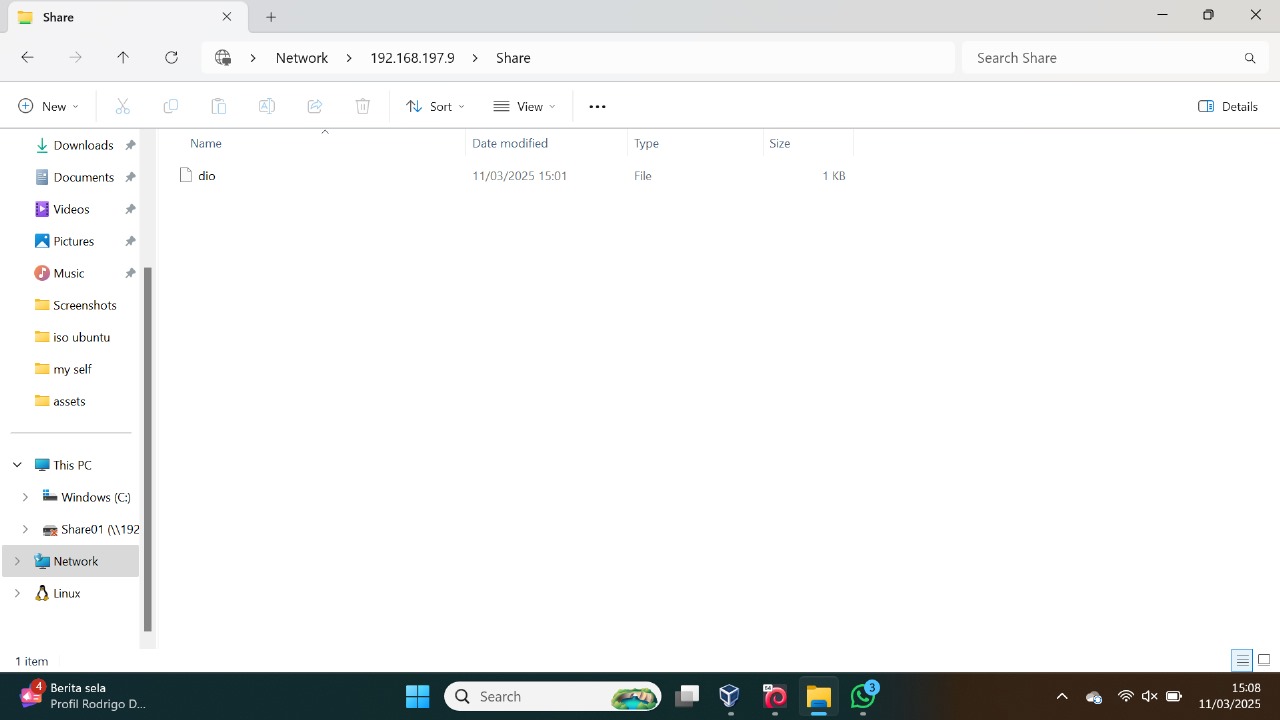 Share
Network
192.168.197.9
Share
Search Share
New
Sort
View
Details
Name
Date modified
Type
Size
dio
11/03/2025 15:01
File
1 KB
Downloads
Documents
Videos
Pictures
Music
Screenshots
iso ubuntu
my self
assets
This PC
Windows (C:)
Share01 (\\192
Network
Linux
1 item
4
Berita sela
Profil Rodrigo D...
Search
64
3
15:08
11/03/2025